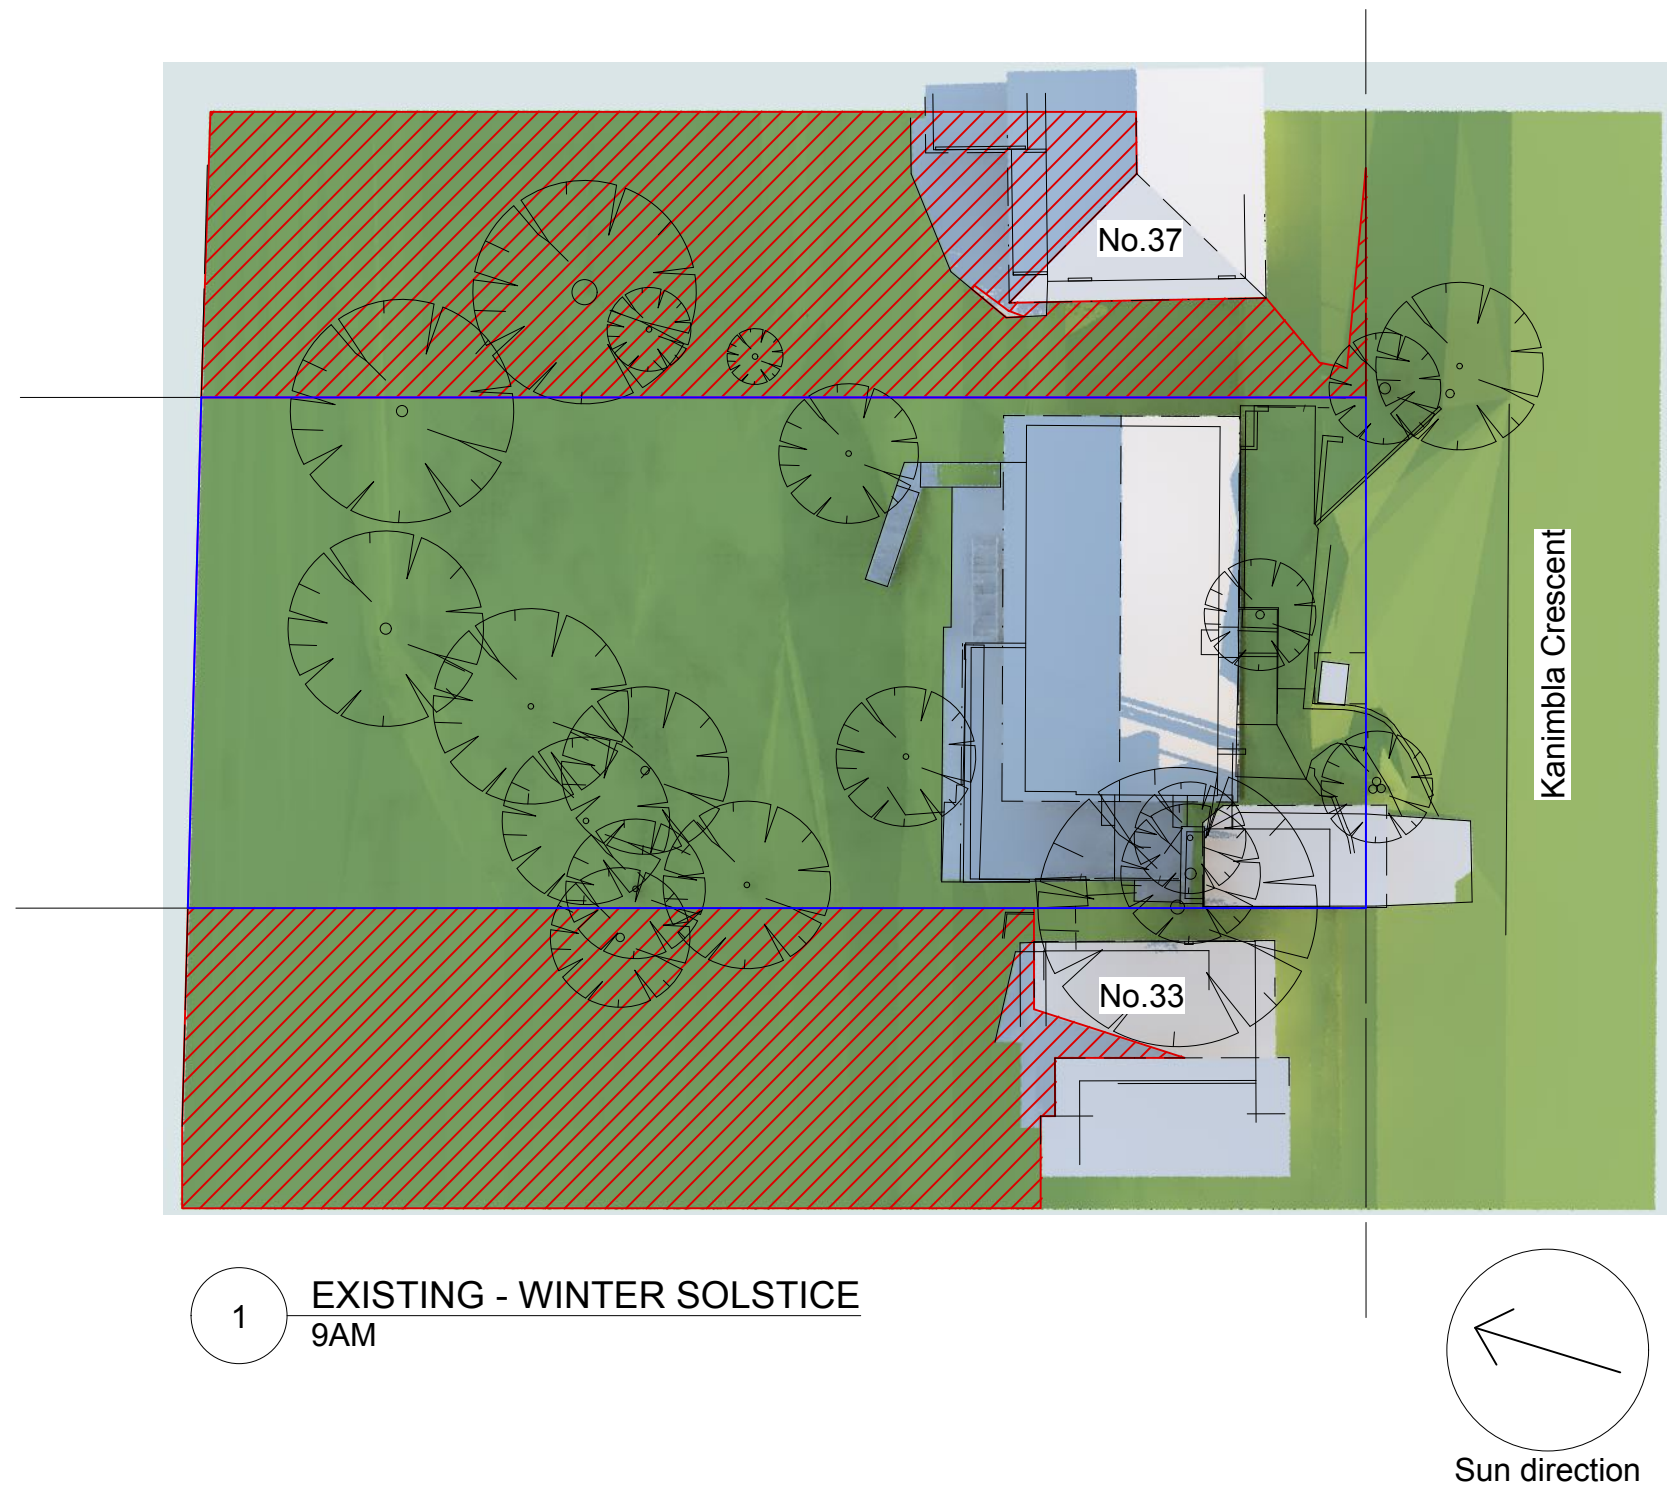 No.37
Kanimbla Crescent
No.33
1
EXISTING - WINTER SOLSTICE
9AM
Sun direction